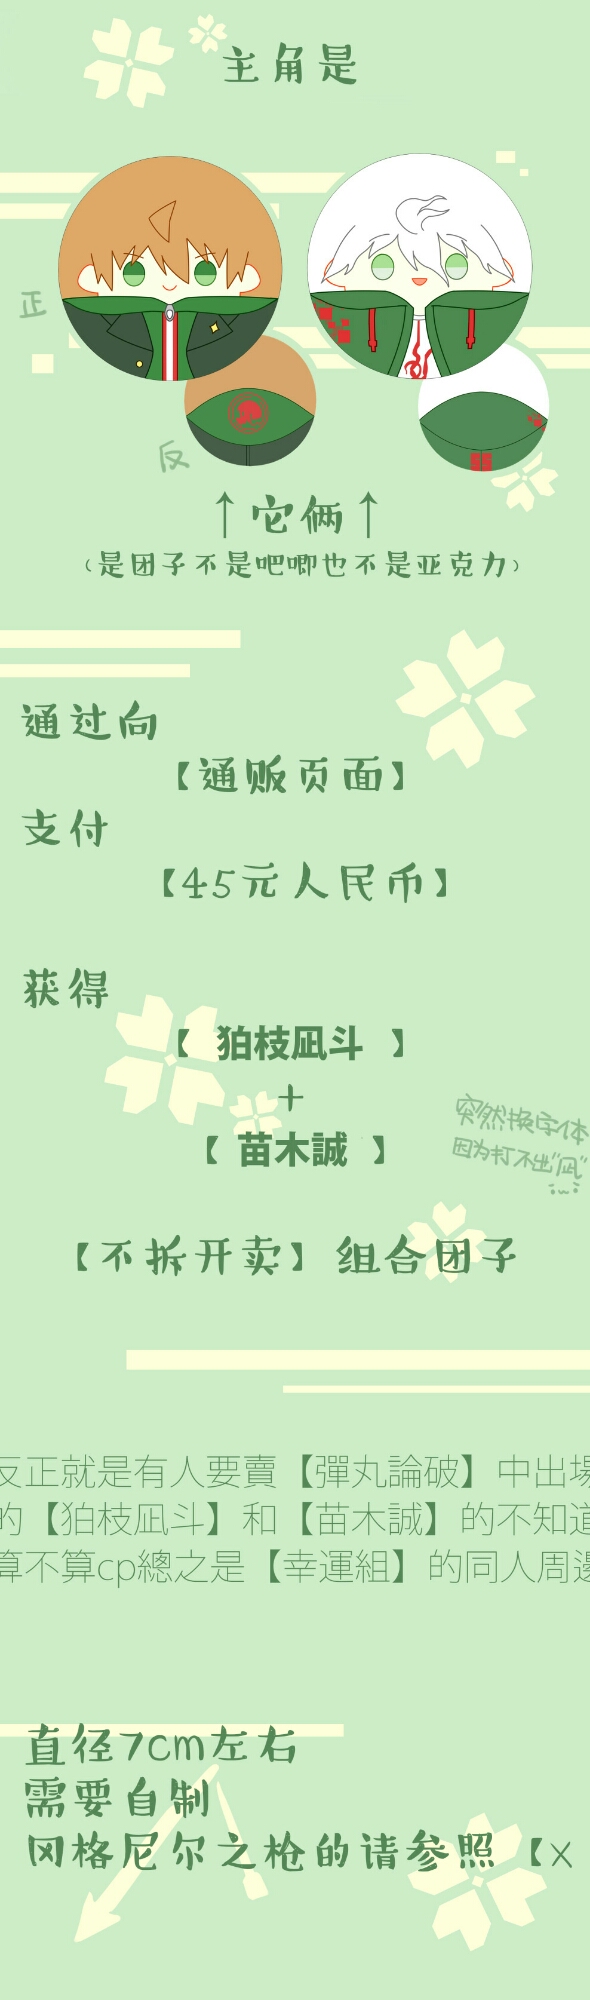 主角是
正
反
↑它俩↑
（是团子不是吧唧也不是亚克力）
通过向
【通贩页面】
支付
【45元人民币】
获得
【 狛枝凪斗 】
+
【 苗木誠 】
突然换字体
因为打不出"凪"
【不拆开卖】组合团子
反正就是有人要賣【彈丸論破】中出場
的【狛枝凪斗】和【苗木誠】的不知道
算不算cp總之是【幸運組】的同人周邊
直径7cm左右
需要自制
冈格尼尔之枪的请参照【X